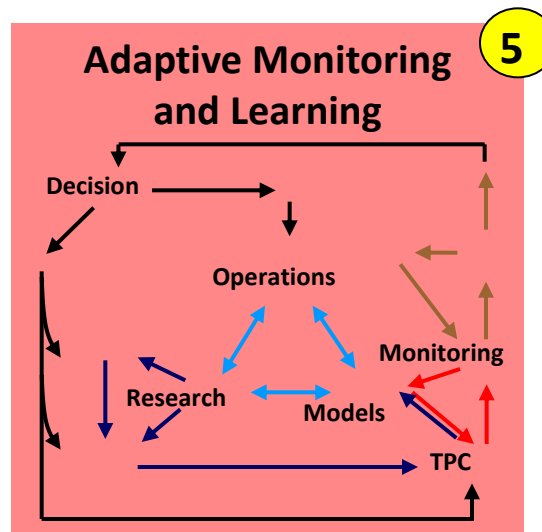 5
Adaptive Monitoring
and Learning
Decision
Operations
Monitoring
Research
Models
TPC